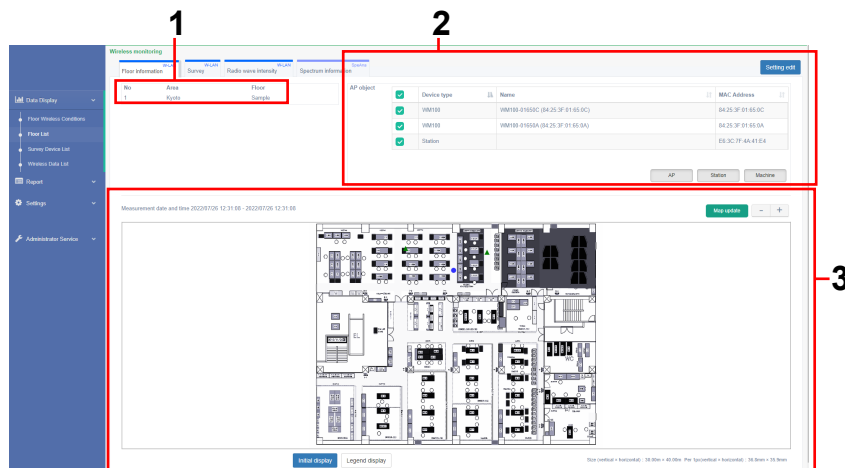 1
2
Wireless monitoring
W-LAN
Floor Information
W-LAN
Survey
W-LAN
Radio wave intensity
Spectrum information
Setting edit
No Area Floor
1 Kyoto Sample
AP object
Device type Name MAC Address
WM100 WM100-01650C (84:25:3F:01:65:0C) 84:25:3F:01:65:0C
WM100 WM100-01650A (84:25:3F:01:65:0A) 84:25:3F:01:65:0A
Station E8:3C:7F:4A:41:E4
AP Station Machine
Data Display
Floor Wireless Conditions
Floor List
Survey Device List
Wireless Data List
Report
Settings
Administrator Service
Measurement date and time 2022/07/26 12:31:08 - 2022/07/26 12:31:08
Map update - +
3
WC
Initial display Legend display